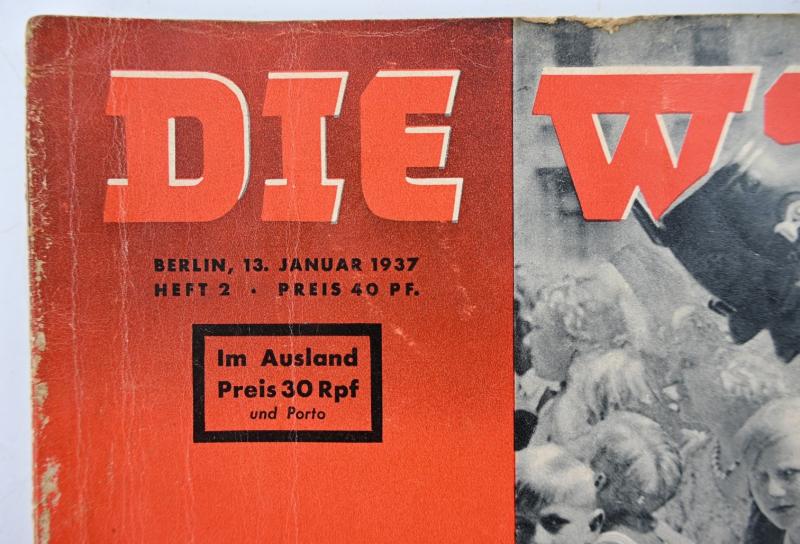 DIE W
BERLIN, 13. JANUAR 1937
HEFT 2 · PREIS 40 PF.
Im Ausland
Preis 30 Rpf
und Porto